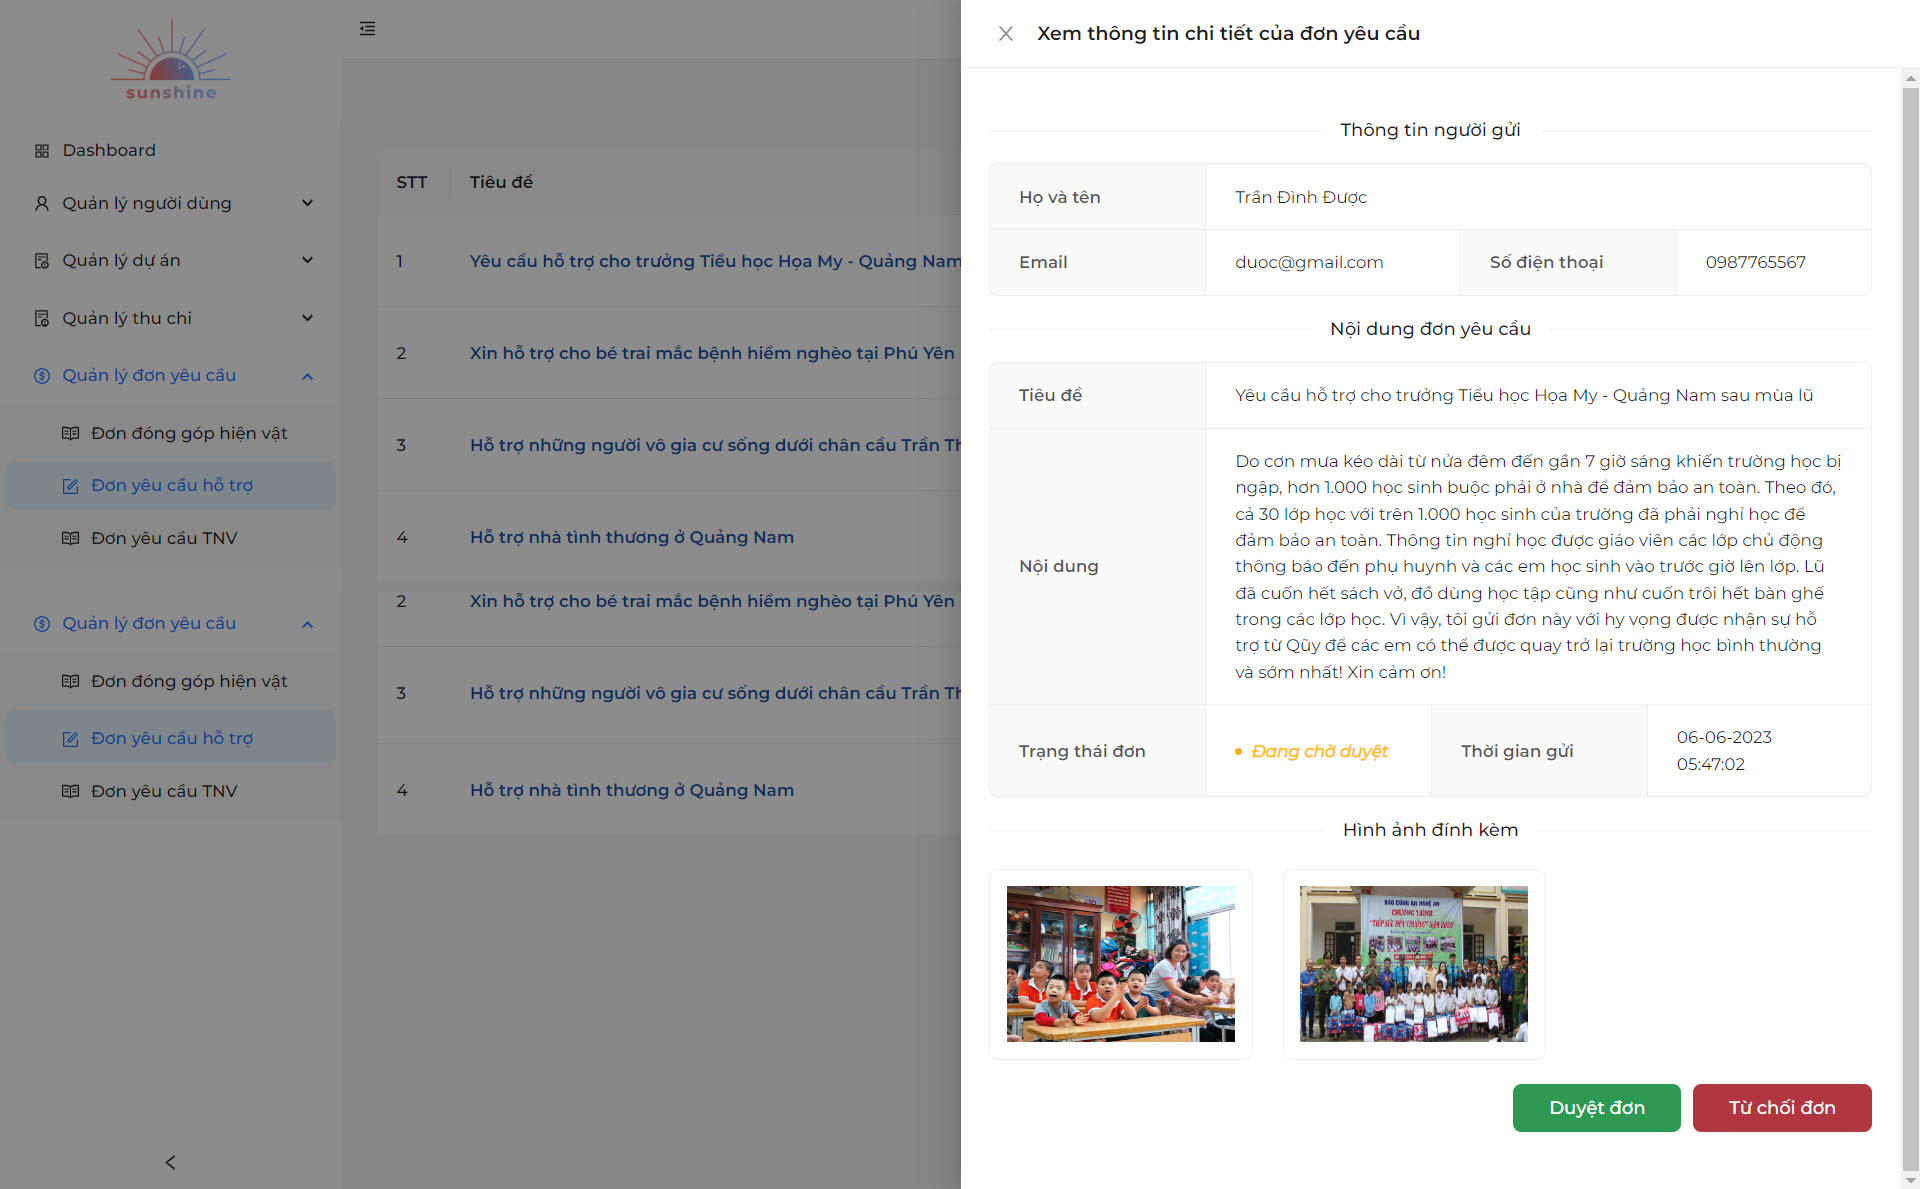 sunshine
Dashboard
Quản lý người dùng
Quản lý dự án
Quản lý thu chi
Quản lý đơn yêu cầu
Đơn đóng góp hiện vật
Đơn yêu cầu hỗ trợ
Đơn yêu cầu TNV
Quản lý đơn yêu cầu
Đơn đóng góp hiện vật
Đơn yêu cầu hỗ trợ
Đơn yêu cầu TNV
STT Tiêu đề
1 Yêu cầu hỗ trợ cho trưởng Tiểu học Họa My - Quảng Nam
2 Xin hỗ trợ cho bé trai mắc bệnh hiểm nghèo tại Phú Yên
3 Hỗ trợ những người vô gia cư sống dưới chân cầu Trần Th
4 Hỗ trợ nhà tình thương ở Quảng Nam
2 Xin hỗ trợ cho bé trai mắc bệnh hiểm nghèo tại Phú Yên
3 Hỗ trợ những người vô gia cư sống dưới chân cầu Trần Th
4 Hỗ trợ nhà tình thương ở Quảng Nam
Xem thông tin chi tiết của đơn yêu cầu
Thông tin người gửi
Họ và tên Trần Đình Được
Email duoc@gmail.com Số điện thoại 0987765567
Nội dung đơn yêu cầu
Tiêu đề Yêu cầu hỗ trợ cho trưởng Tiểu học Họa My - Quảng Nam sau mùa lũ
Nội dung
Do cơn mưa kéo dài từ nửa đêm đến gần 7 giờ sáng khiến trường học bị
ngập, hơn 1.000 học sinh buộc phải ở nhà để đảm bảo an toàn. Theo đó,
cả 30 lớp học với trên 1.000 học sinh của trường đã phải nghỉ học để
đảm bảo an toàn. Thông tin nghỉ học được giáo viên các lớp chủ động
thông báo đến phụ huynh và các em học sinh vào trước giờ lên lớp. Lũ
đã cuốn hết sách vở, đồ dùng học tập cũng như cuốn trôi hết bàn ghế
trong các lớp học. Vì vậy, tôi gửi đơn này với hy vọng được nhận sự hỗ
trợ từ Qũy để các em có thể được quay trở lại trường học bình thường
và sớm nhất! Xin cảm ơn!
Trạng thái đơn Đang chờ duyệt Thời gian gửi 06-06-2023
05:47:02
Hình ảnh đính kèm
BÁO CÔNG AN NGHỆ AN
CHƯƠNG TRÌNH
"TIẾP SỨC ĐẾN TRƯỜNG" NĂM 2020
Duyệt đơn Từ chối đơn